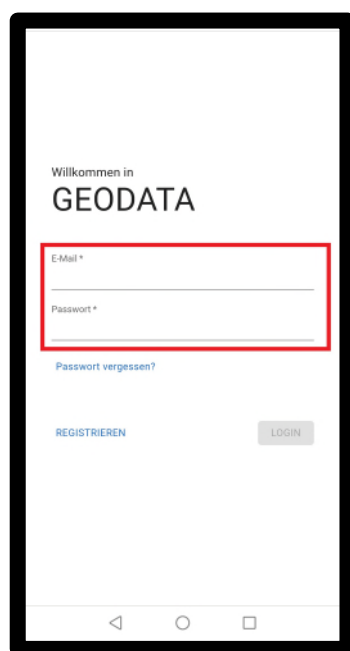 Willkommen in
GEODATA
E-Mail *
Passwort *
Passwort vergessen?
REGISTRIEREN
LOGIN